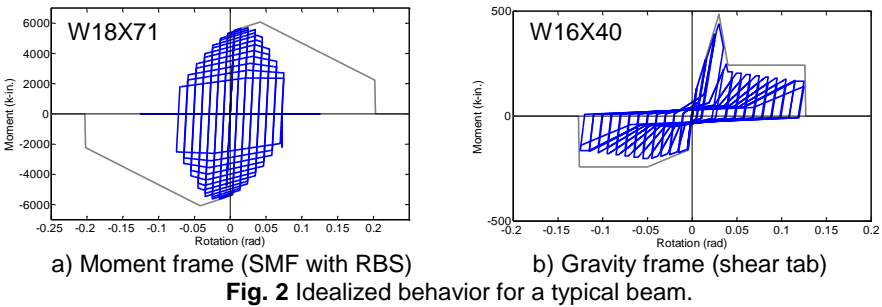 W18X71
6000
4000
2000
0
-2000
-4000
-6000
Moment (k-in.)
-0.25 -0.2 -0.15 -0.1 -0.05 0 0.05 0.1 0.15 0.2 0.25
Rotation (rad)
a) Moment frame (SMF with RBS)
W16X40
500
0
-500
Moment (k-in.)
-0.2 -0.15 -0.1 -0.05 0 0.05 0.1 0.15 0.2
Rotation (rad)
b) Gravity frame (shear tab)
Fig. 2 Idealized behavior for a typical beam.